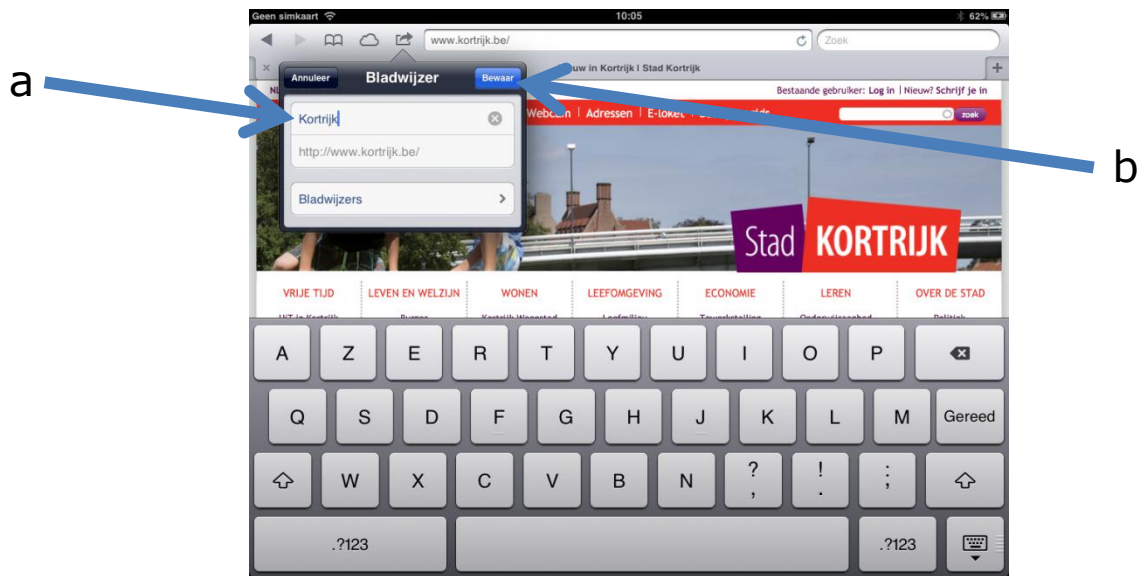 Geen simkaart 10:05 62%
www.kortrijk.be/ Zoek
in Kortrijk I Stad Kortrijk
Annuleer Bladwijzer Bewaar
Bestaande gebruiker: Log in | Nieuw? Schrijf je in
a
Kortrijk
Adressen zoek
http://www.kortrijk.be/
b
Bladwijzers
Stad KORTRIJK
VRIJE TIJD LEVEN EN WELZIJN WONEN LEEFOMGEVING ECONOMIE LEREN OVER DE STAD
A Z E R T Y U I O P
Q S D F G H J K L M Gereed
W X C V B N ? , ! . : ;
.?123 .?123